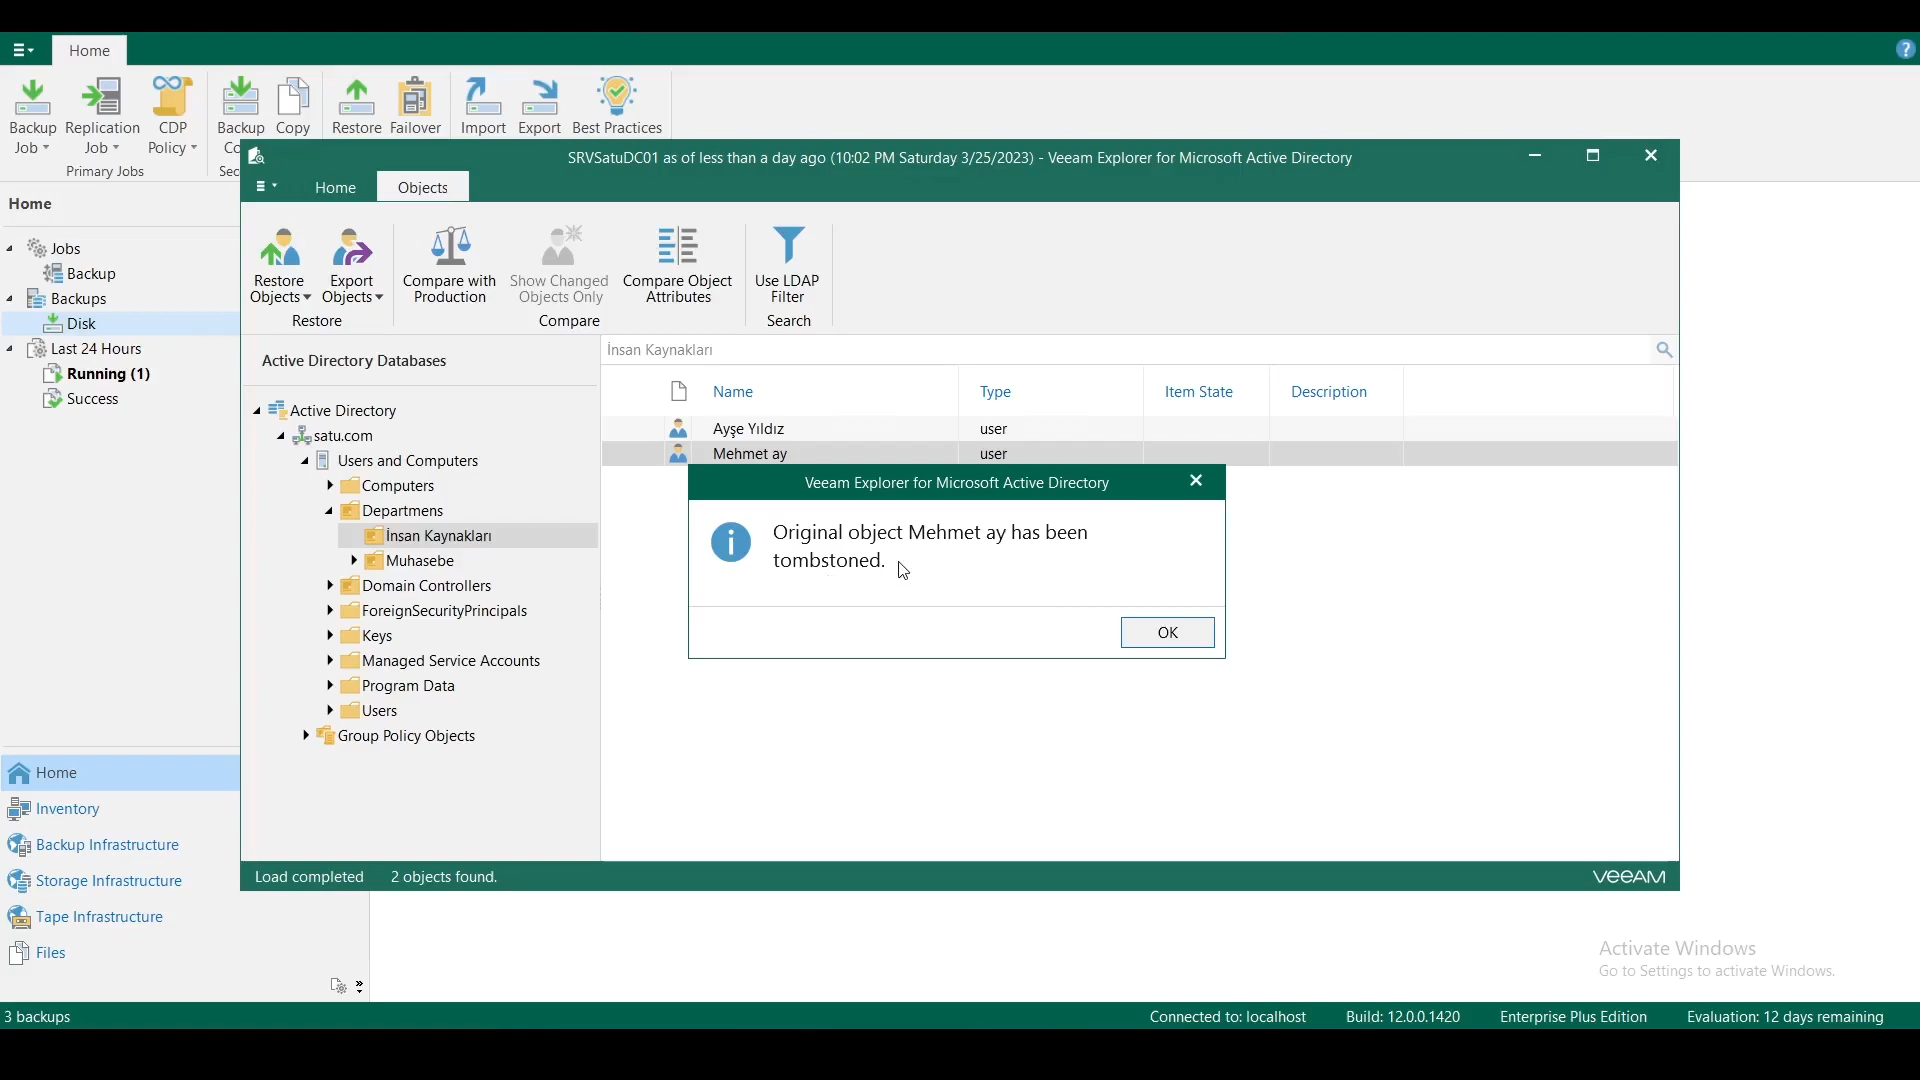 Home
Backup Job
Replication Job
CDP Policy
Primary Jobs
Backup Co
Copy
Sec
Restore
Failover
Import
Export
Best Practices
SRVSatuDC01 as of less than a day ago (10:02 PM Saturday 3/25/2023) - Veeam Explorer for Microsoft Active Directory
Home
Objects
Restore Objects
Export Objects
Restore
Compare with Production
Show Changed Objects Only
Compare Object Attributes
Compare
Use LDAP Filter
Search
Home
Jobs
Backup
Backups
Disk
Last 24 Hours
Running (1)
Success
Active Directory Databases
Active Directory
satu.com
Users and Computers
Computers
Departmens
İnsan Kaynakları
Muhasebe
Domain Controllers
ForeignSecurityPrincipals
Keys
Managed Service Accounts
Program Data
Users
Group Policy Objects
İnsan Kaynakları
Name Type Item State Description
Ayşe Yıldız user
Mehmet ay user
Veeam Explorer for Microsoft Active Directory
Original object Mehmet ay has been
tombstoned.
OK
Home
Inventory
Backup Infrastructure
Storage Infrastructure
Tape Infrastructure
Files
Load completed 2 objects found.
veeAM
Activate Windows
Go to Settings to activate Windows.
3 backups
Connected to: localhost Build: 12.0.0.1420 Enterprise Plus Edition Evaluation: 12 days remaining